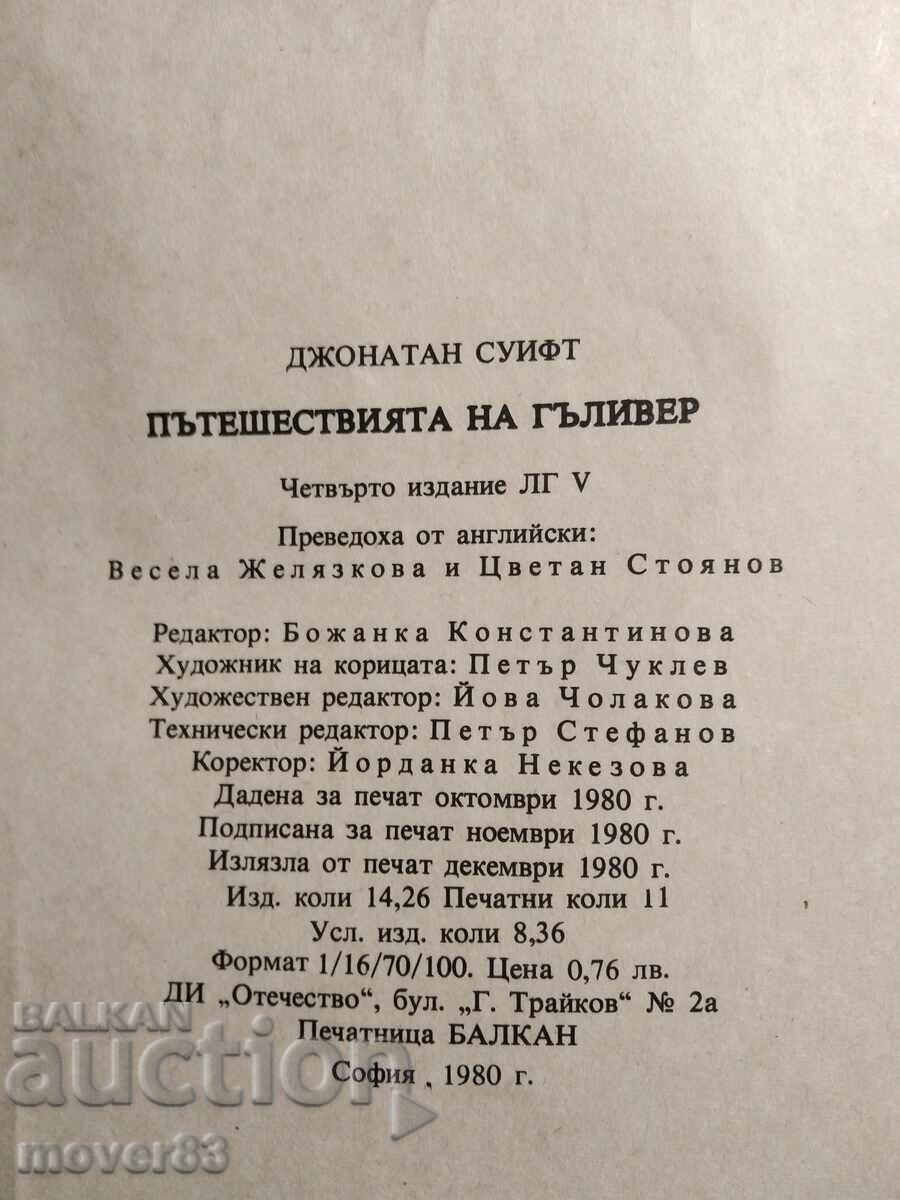 ДЖОНАТАН СУИФТ
ПЪТЕШЕСТВИЯТА НА ГЪЛИВЕР
Четвърто издание ЛГ V
Преведоха от английски:
Весела Желязкова и Цветан Стоянов
Редактор: Божанка Константинова
Художник на корицата: Петър Чуклев
Художествен редактор: Йова Чолакова
Технически редактор: Петър Стефанов
Коректор: Йорданка Некезова
Дадена за печат октомври 1980 г.
Подписана за печат ноември 1980 г.
Излязла от печат декември 1980 г.
Изд. коли 14,26 Печатни коли 11
Усл. изд. коли 8,36
Формат 1/16/70/100. Цена 0,76 лв.
ДИ „Отечество“, бул. „Г. Трайков“ № 2а
Печатница БАЛКАН
София, 1980 г.
BALKAN
auction
mover83